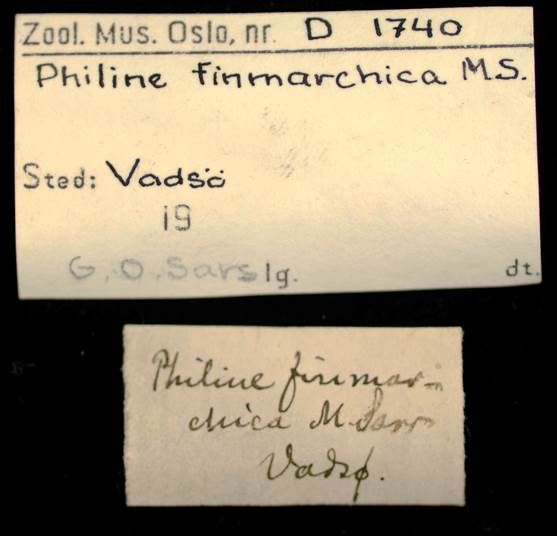 Zool. Mus. Oslo, nr. D 1740
Philine finmarchica M.S.
Sted: Vadsö
19
G. O. Sars lg. dt.
Philine finmar-
chica M. Sars
Vadsø.